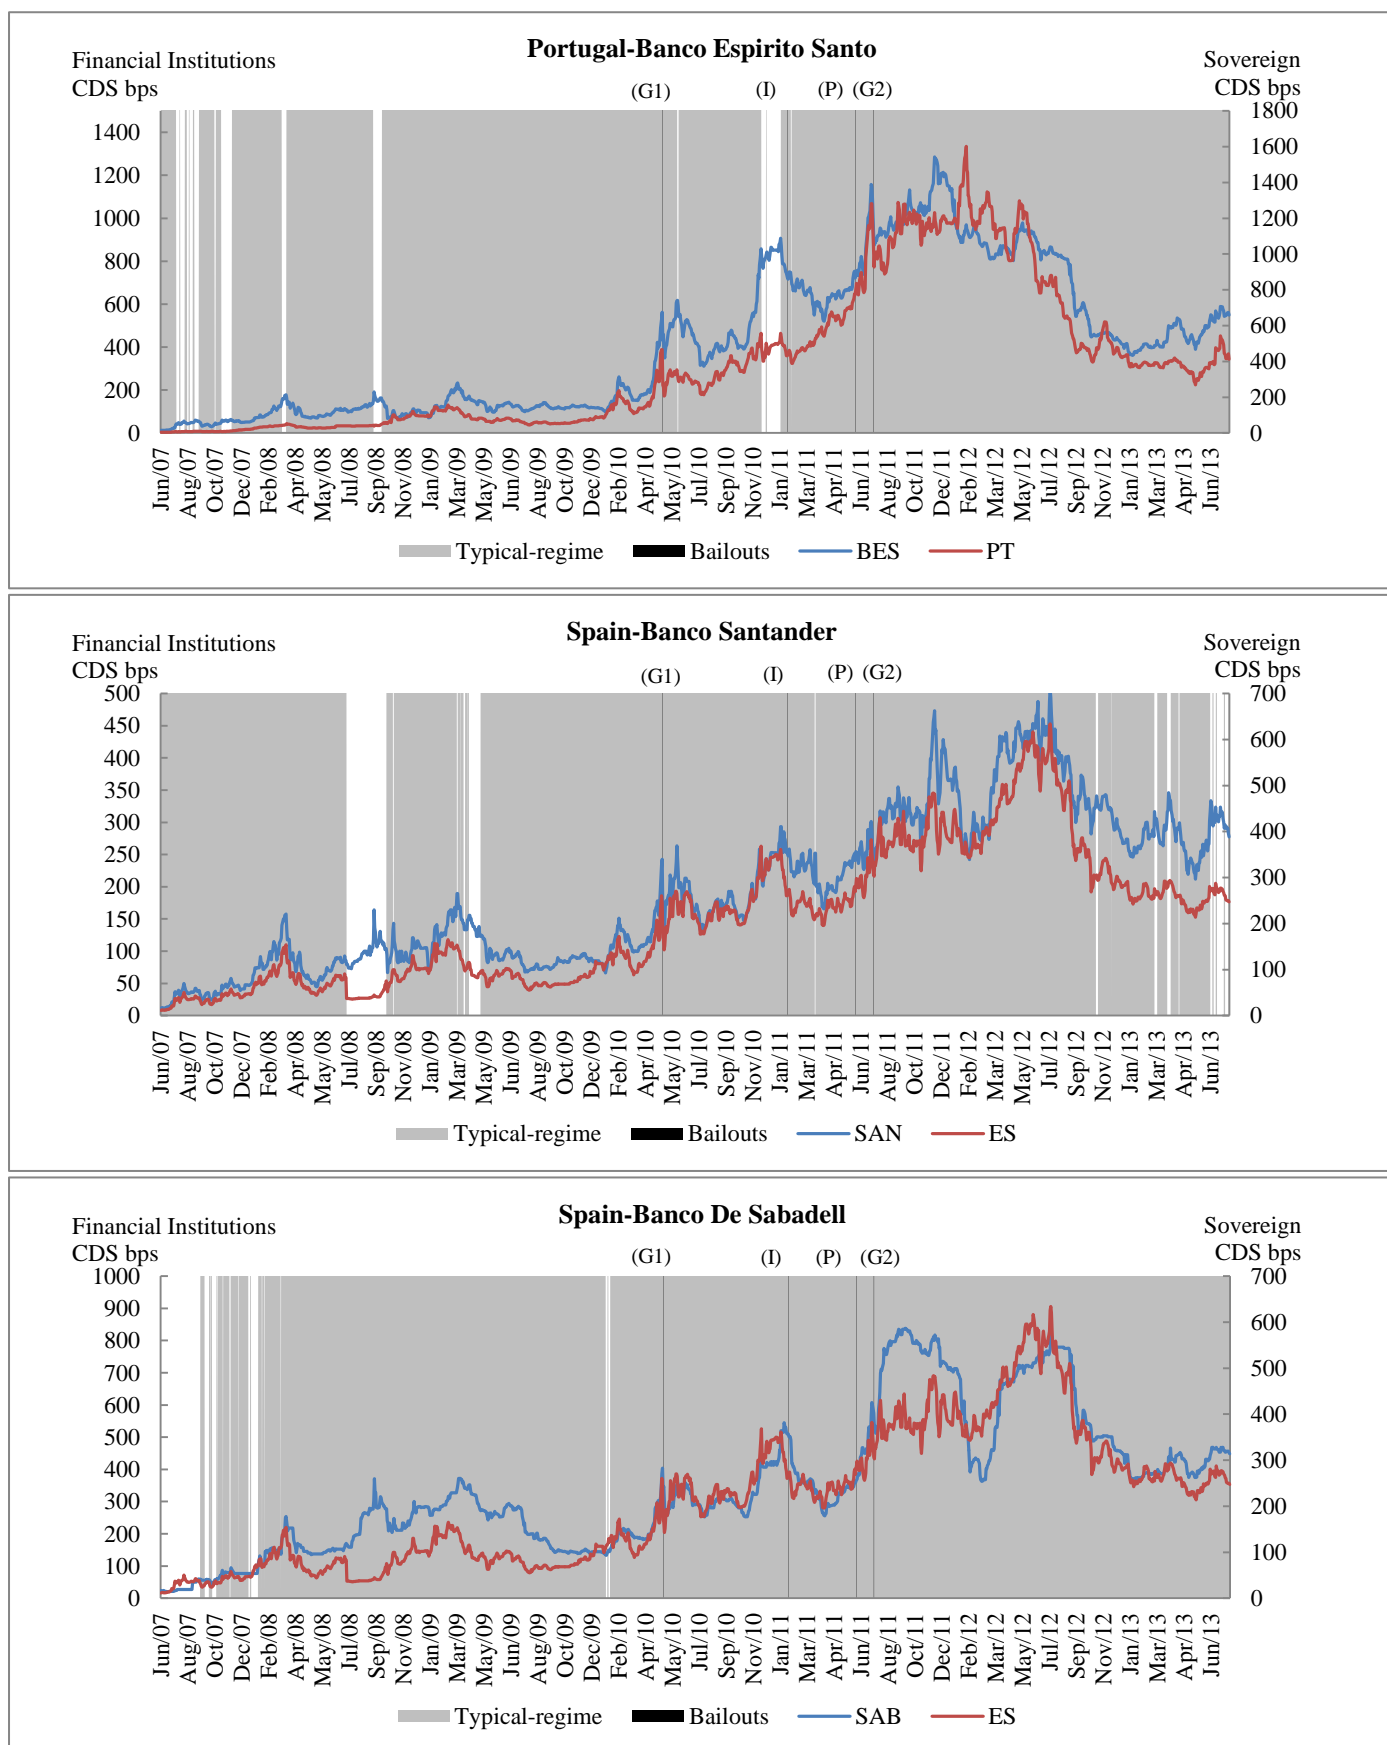 Portugal-Banco Espirito Santo
Financial Institutions
CDS bps
Sovereign
CDS bps
(G1) (I) (P) (G2)
1400
1200
1000
800
600
400
200
0
1800
1600
1400
1200
1000
800
600
400
200
0
Jun/07 Aug/07 Oct/07 Dec/07 Feb/08 Apr/08 May/08 Jul/08 Sep/08 Nov/08 Jan/09 Mar/09 May/09 Jun/09 Aug/09 Oct/09 Dec/09 Feb/10 Apr/10 May/10 Jul/10 Sep/10 Nov/10 Jan/11 Mar/11 Apr/11 Jun/11 Aug/11 Oct/11 Dec/11 Feb/12 Mar/12 May/12 Jul/12 Sep/12 Nov/12 Jan/13 Mar/13 Apr/13 Jun/13
Typical-regime Bailouts BES PT
Spain-Banco Santander
Financial Institutions
CDS bps
Sovereign
CDS bps
(G1) (I) (P) (G2)
500
450
400
350
300
250
200
150
100
50
0
700
600
500
400
300
200
100
0
Jun/07 Aug/07 Oct/07 Dec/07 Feb/08 Apr/08 May/08 Jul/08 Sep/08 Nov/08 Jan/09 Mar/09 May/09 Jun/09 Aug/09 Oct/09 Dec/09 Feb/10 Apr/10 May/10 Jul/10 Sep/10 Nov/10 Jan/11 Mar/11 Apr/11 Jun/11 Aug/11 Oct/11 Dec/11 Feb/12 Mar/12 May/12 Jul/12 Sep/12 Nov/12 Jan/13 Mar/13 Apr/13 Jun/13
Typical-regime Bailouts SAN ES
Spain-Banco De Sabadell
Financial Institutions
CDS bps
Sovereign
CDS bps
(G1) (I) (P) (G2)
1000
900
800
700
600
500
400
300
200
100
0
700
600
500
400
300
200
100
0
Jun/07 Aug/07 Oct/07 Dec/07 Feb/08 Apr/08 May/08 Jul/08 Sep/08 Nov/08 Jan/09 Mar/09 May/09 Jun/09 Aug/09 Oct/09 Dec/09 Feb/10 Apr/10 May/10 Jul/10 Sep/10 Nov/10 Jan/11 Mar/11 Apr/11 Jun/11 Aug/11 Oct/11 Dec/11 Feb/12 Mar/12 May/12 Jul/12 Sep/12 Nov/12 Jan/13 Mar/13 Apr/13 Jun/13
Typical-regime Bailouts SAB ES